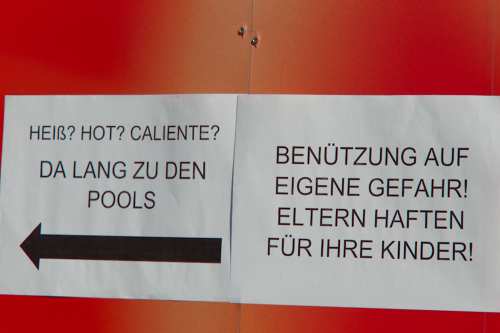 HEIß? HOT? CALIENTE?
DA LANG ZU DEN
POOLS
BENÜTZUNG AUF
EIGENE GEFAHR!
ELTERN HAFTEN
FÜR IHRE KINDER!